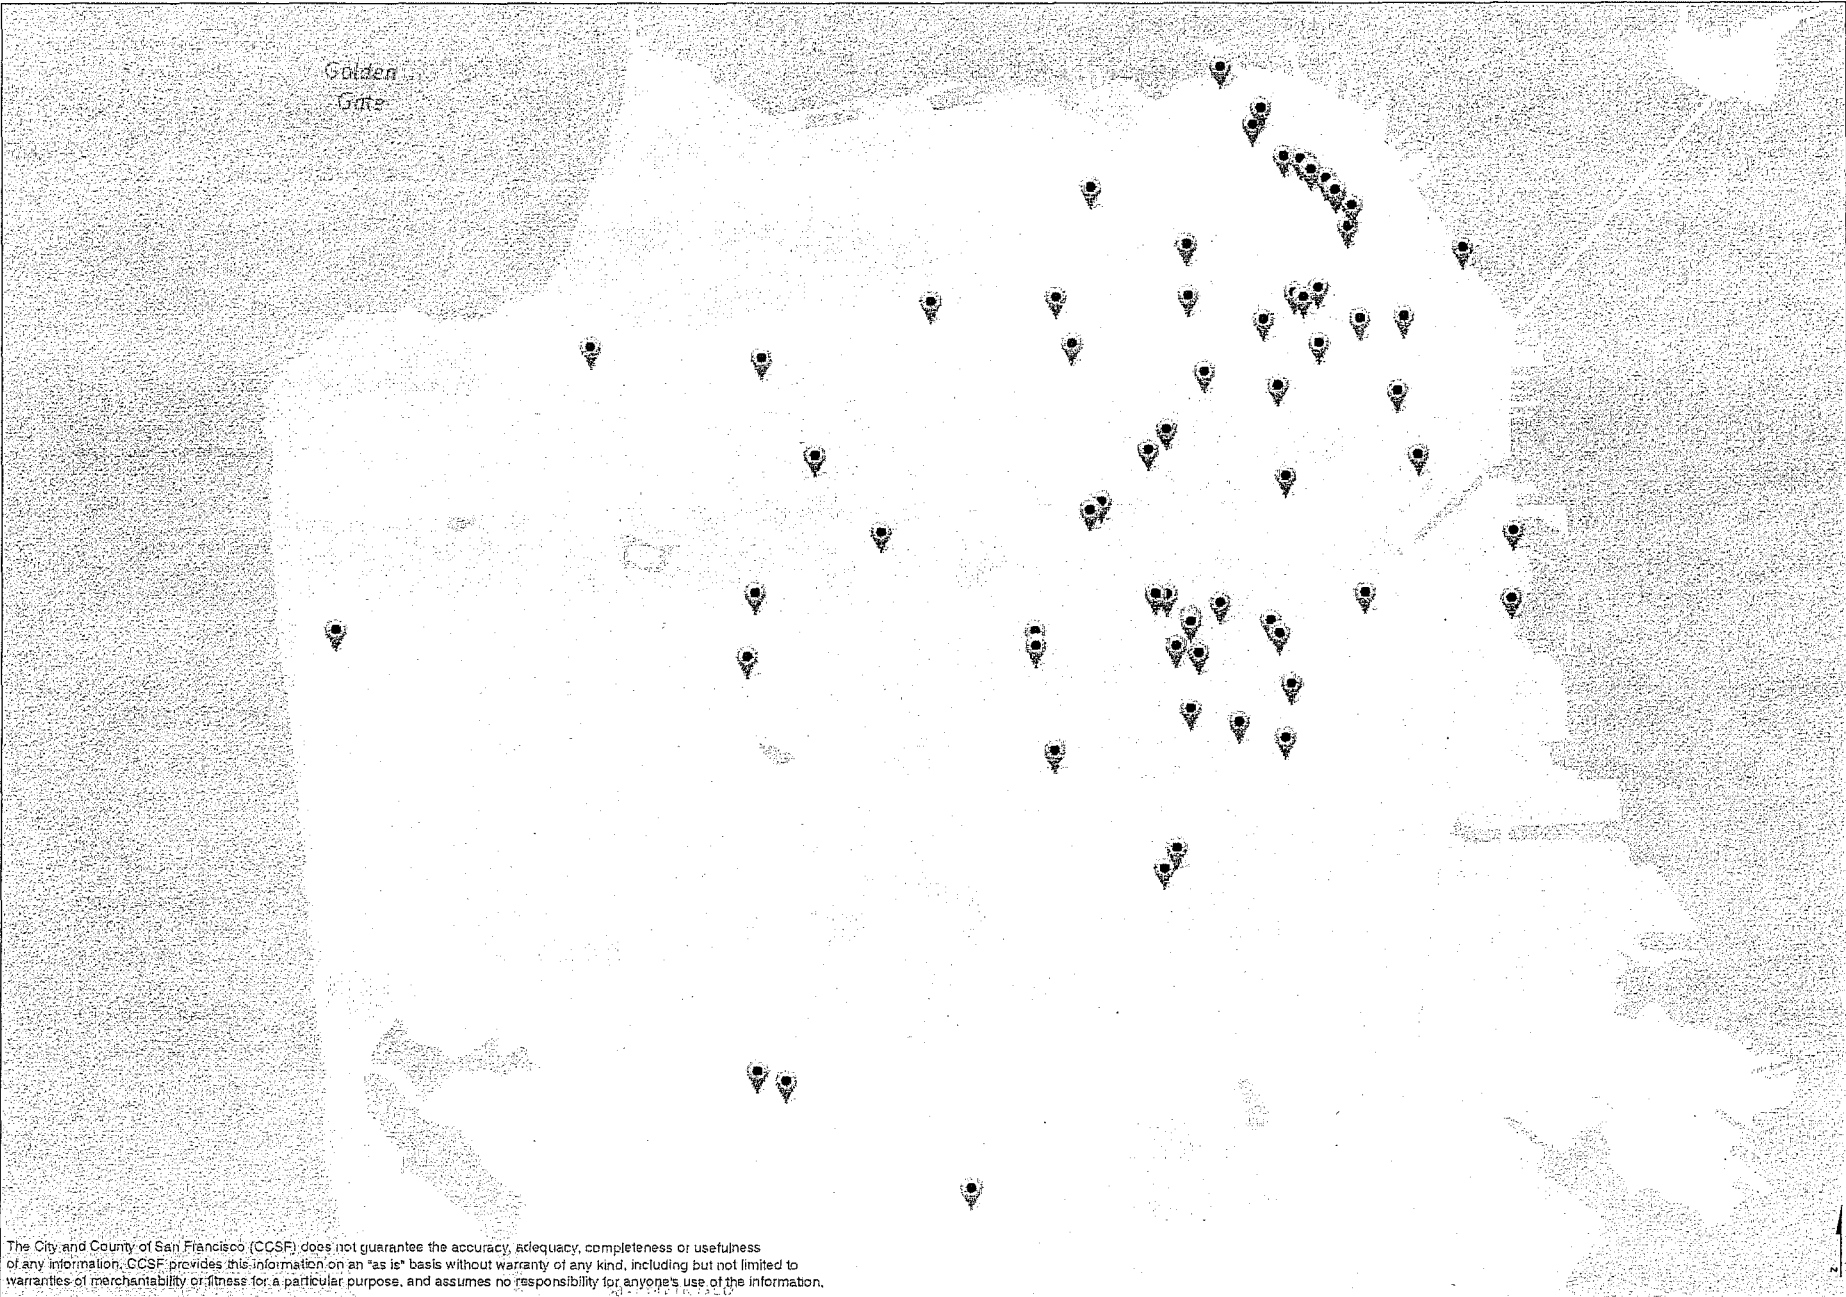 Golden
Gate
The City and County of San Francisco (CCSF) does not guarantee the accuracy, adequacy, completeness or usefulness
of any information. CCSF provides this information on an "as is" basis without warranty of any kind, including but not limited to
warranties of merchantability or fitness for a particular purpose, and assumes no responsibility for anyone's use of the information.